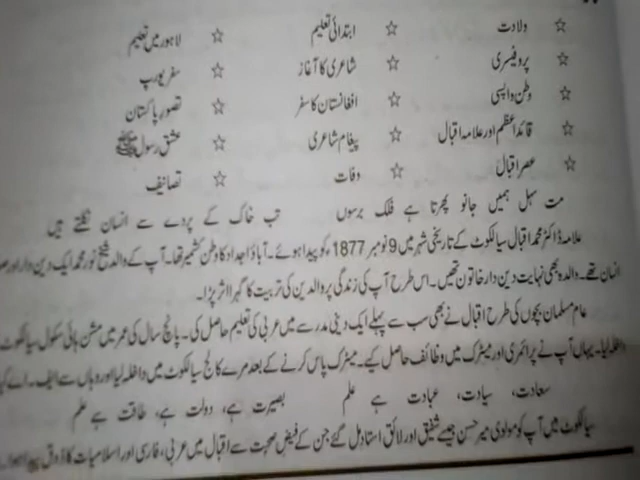 ☆ ولادت ☆ ابتدائی تعلیم ☆ لاہور میں تعلیم
☆ پروفیسری ☆ شاعری کا آغاز ☆ سفر یورپ
☆ وطن واپسی ☆ افغانستان کا سفر ☆ تصور پاکستان
☆ قائد اعظم اور علامہ اقبال ☆ پیغام شاعری ☆ عشق رسول ﷺ
☆ عصر اقبال ☆ وفات ☆ تصانیف
مت سہل ہمیں جانو پھرتا ہے فلک برسوں تب خاک کے پردے سے انسان نکلتے ہیں
علامہ ڈاکٹر محمد اقبال سیالکوٹ کے تاریخی شہر میں 9 نومبر 1877ء کو پیدا ہوئے۔ آباؤ اجداد کا وطن کشمیر تھا۔ آپ کے والد شیخ نور محمد ایک دین دار اور
انسان تھے۔ والدہ بھی نہایت دین دار خاتون تھیں۔ اس طرح آپ کی زندگی پر والدین کی تربیت کا گہرا اثر پڑا۔
عام مسلمان بچوں کی طرح اقبال نے بھی سب سے پہلے ایک دینی مدرسے میں عربی کی تعلیم حاصل کی۔ پانچ سال کی عمر میں مشن ہائی سکول سیالکوٹ
داخلہ لیا۔ یہاں آپ نے پرائمری اور میٹرک میں وظائف حاصل کیے۔ میٹرک پاس کرنے کے بعد مرے کالج سیالکوٹ میں داخلہ لیا اور وہاں سے ایف۔ اے
سعادت، سیادت، عبادت ہے علم بصیرت ہے، دولت ہے، طاقت ہے علم
سیالکوٹ میں آپ کو مولوی میر حسن جیسے شفیق اور لائق استاد مل گئے جن کے فیض صحبت سے اقبال میں عربی، فارسی اور اسلامیات کا ذوق پیدا ہوا۔